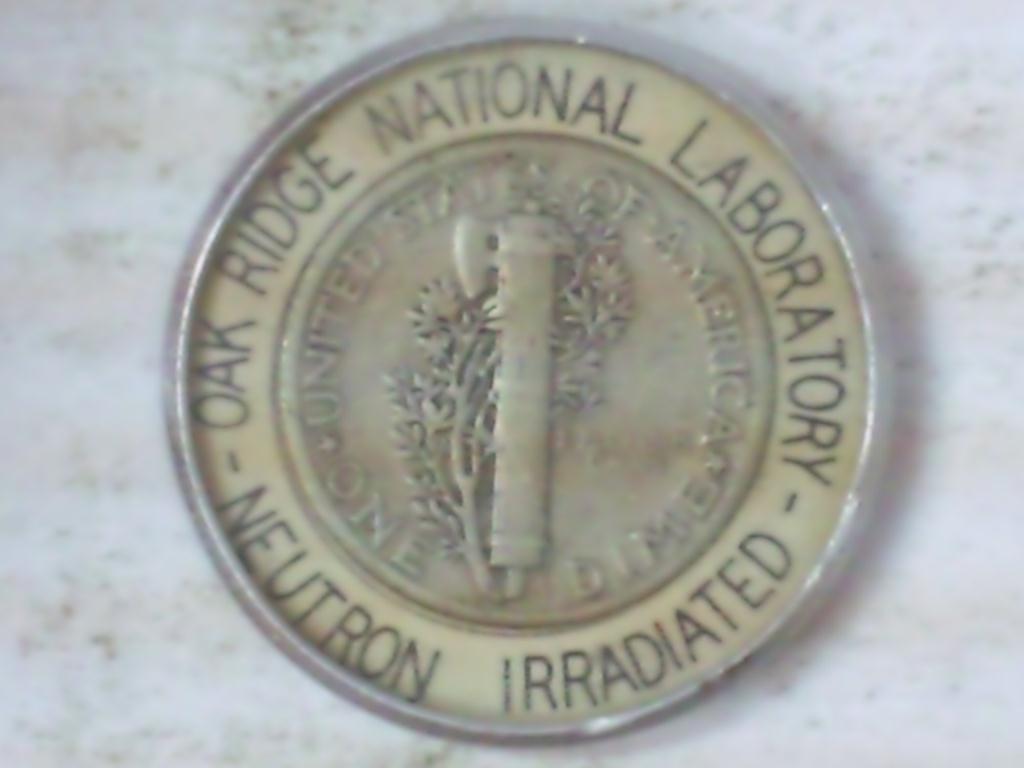 OAK RIDGE NATIONAL LABORATORY
- NEUTRON IRRADIATED -
UNITED STATES OF AMERICA
ONE DIME